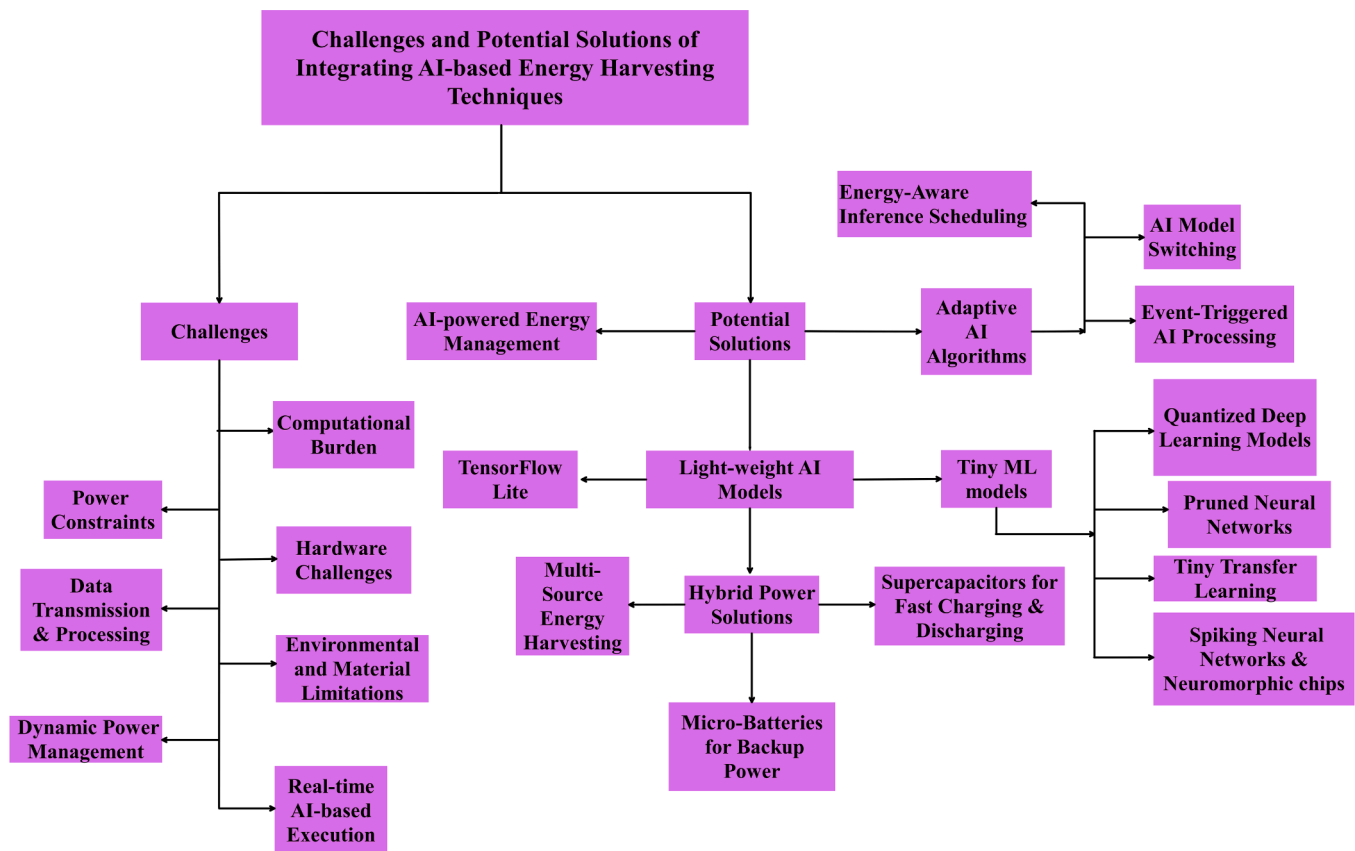 Challenges and Potential Solutions of
Integrating AI-based Energy Harvesting
Techniques
Challenges
Computational
Burden
Power
Constraints
Hardware
Challenges
Data
Transmission
& Processing
Environmental
and Material
Limitations
Dynamic Power
Management
Real-time
AI-based
Execution
Potential
Solutions
AI-powered Energy
Management
Adaptive
AI
Algorithms
Energy-Aware
Inference Scheduling
AI Model
Switching
Event-Triggered
AI Processing
Light-weight AI
Models
TensorFlow
Lite
Tiny ML
models
Quantized Deep
Learning Models
Pruned Neural
Networks
Tiny Transfer
Learning
Spiking Neural
Networks &
Neuromorphic chips
Hybrid Power
Solutions
Multi-
Source
Energy
Harvesting
Supercapacitors for
Fast Charging &
Discharging
Micro-Batteries
for Backup
Power